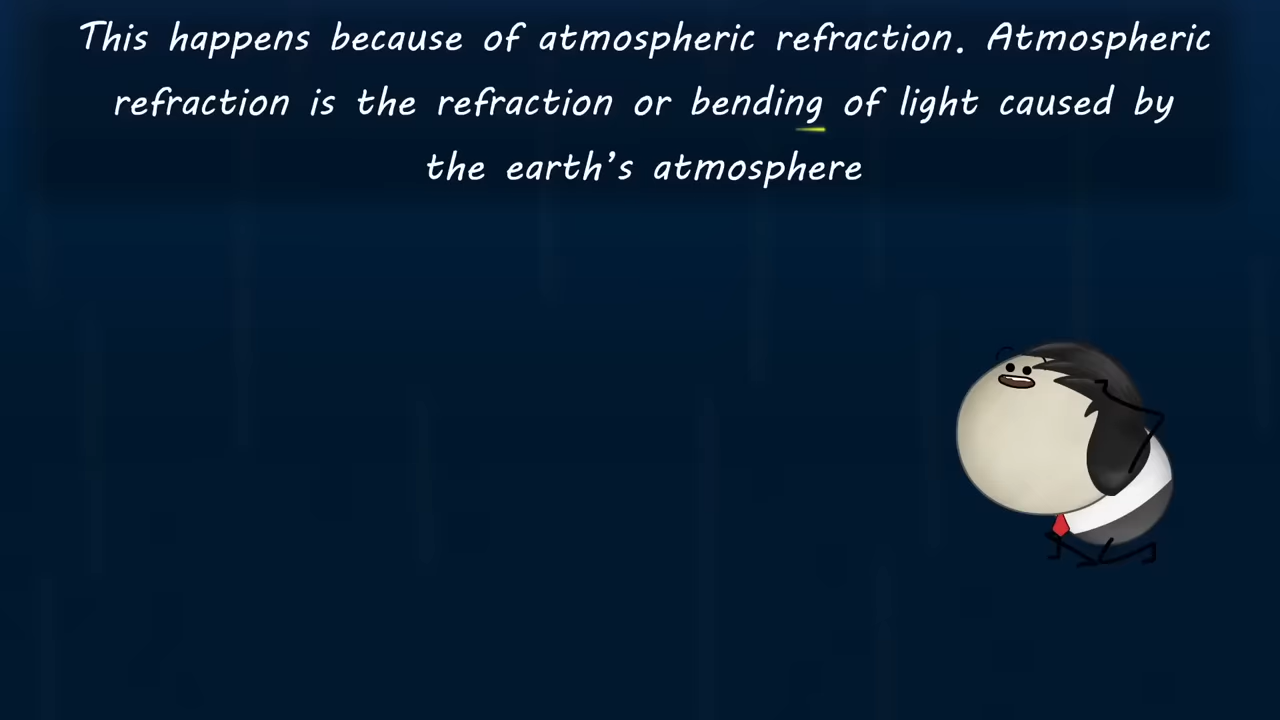 This happens because of atmospheric refraction. Atmospheric
refraction is the refraction or bending of light caused by
the earth’s atmosphere